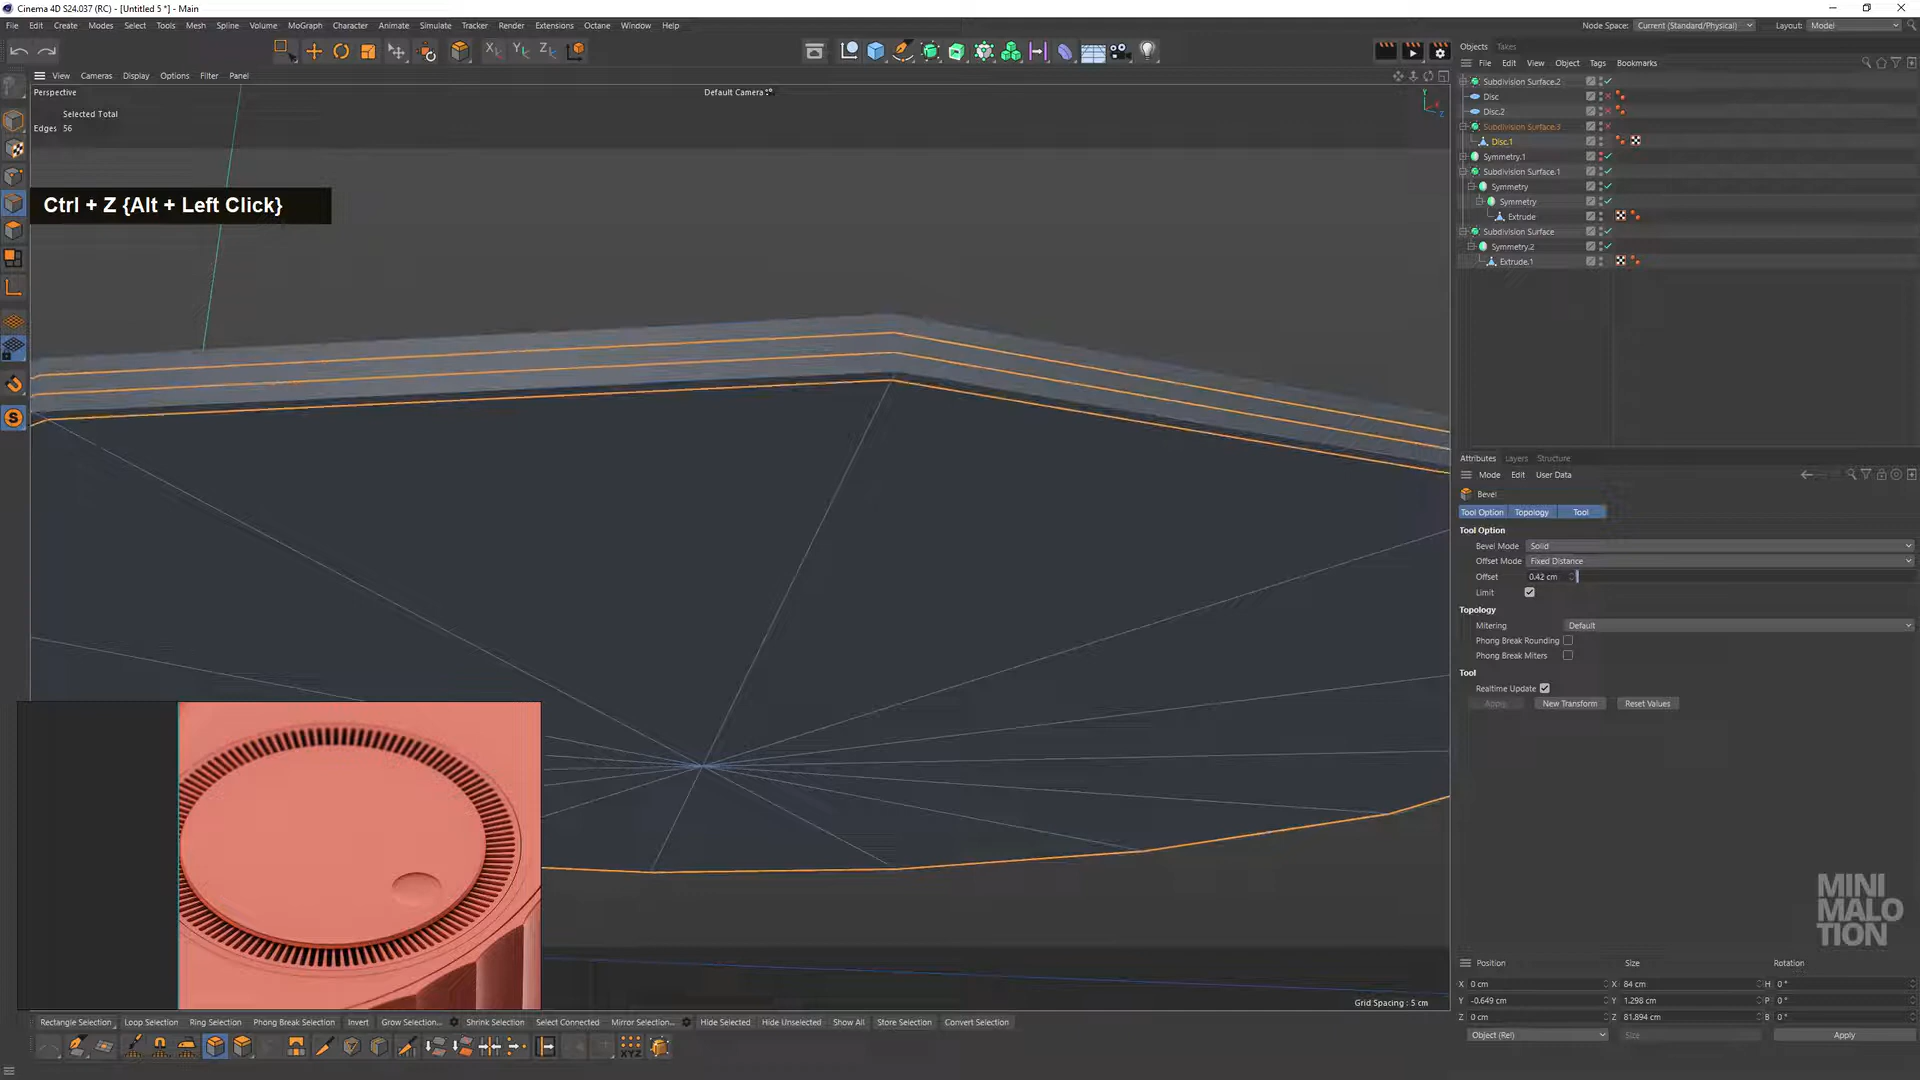 Cinema 4D S24.037 (RC) - [Untitled 5 *] - Main
File Edit Create Modes Select Tools Mesh Spline Volume MoGraph Character Animate Simulate Tracker Render Extensions Octane Window Help
Node Space: Current (Standard/Physical) Layout: Model
Objects Takes
View Cameras Display Options Filter Panel
File Edit View Object Tags Bookmarks
Perspective
Default Camera
Selected Total
Edges 56
Ctrl + Z {Alt + Left Click}
Subdivision Surface.2
Disc
Disc.2
Subdivision Surface.3
Disc.1
Symmetry.1
Subdivision Surface.1
Symmetry
Symmetry
Extrude
Subdivision Surface
Symmetry.2
Extrude.1
Attributes Layers Structure
Mode Edit User Data
Bevel
Tool Option Topology Tool
Tool Option
Bevel Mode Solid
Offset Mode Fixed Distance
Offset 0.42 cm
Limit
Topology
Mitering Default
Phong Break Rounding
Phong Break Miters
Tool
Realtime Update
Apply New Transform Reset Values
MINI
MALO
TION
Grid Spacing : 5 cm
Position Size Rotation
X 0 cm X 84 cm H 0 °
Y -0.649 cm Y 1.298 cm P 0 °
Z 0 cm Z 81.894 cm B 0 °
Object (Rel) Size Apply
Rectangle Selection Loop Selection Ring Selection Phong Break Selection Invert Grow Selection... Shrink Selection Select Connected Mirror Selection... Hide Selected Hide Unselected Show All Store Selection Convert Selection
XYZ